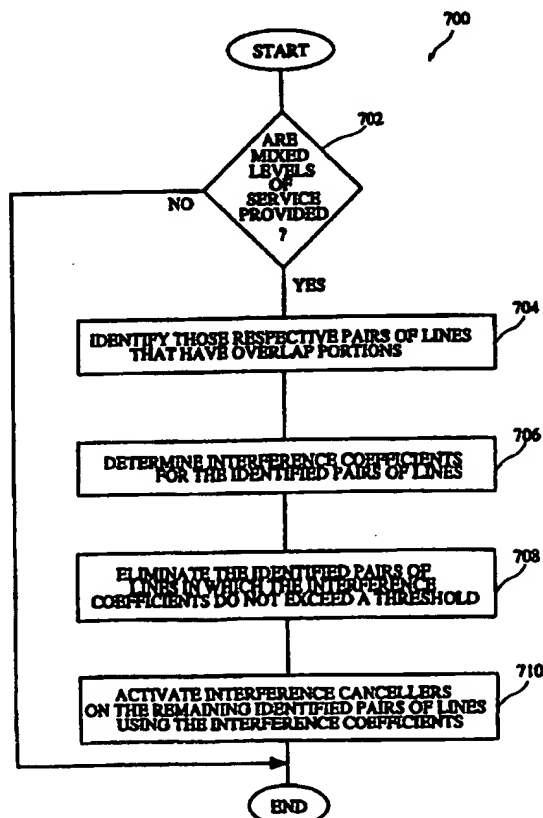 700
START
702
ARE
MIXED
LEVELS
OF
SERVICE
PROVIDED
?
NO
YES
704
IDENTIFY THOSE RESPECTIVE PAIRS OF LINES
THAT HAVE OVERLAP PORTIONS
706
DETERMINE INTERFERENCE COEFFICIENTS
FOR THE IDENTIFIED PAIRS OF LINES
708
ELIMINATE THE IDENTIFIED PAIRS OF
LINES IN WHICH THE INTERFERENCE
COEFFICIENTS DO NOT EXCEED A THRESHOLD
710
ACTIVATE INTERFERENCE CANCELLERS
ON THE REMAINING IDENTIFIED PAIRS OF LINES
USING THE INTERFERENCE COEFFICIENTS
END